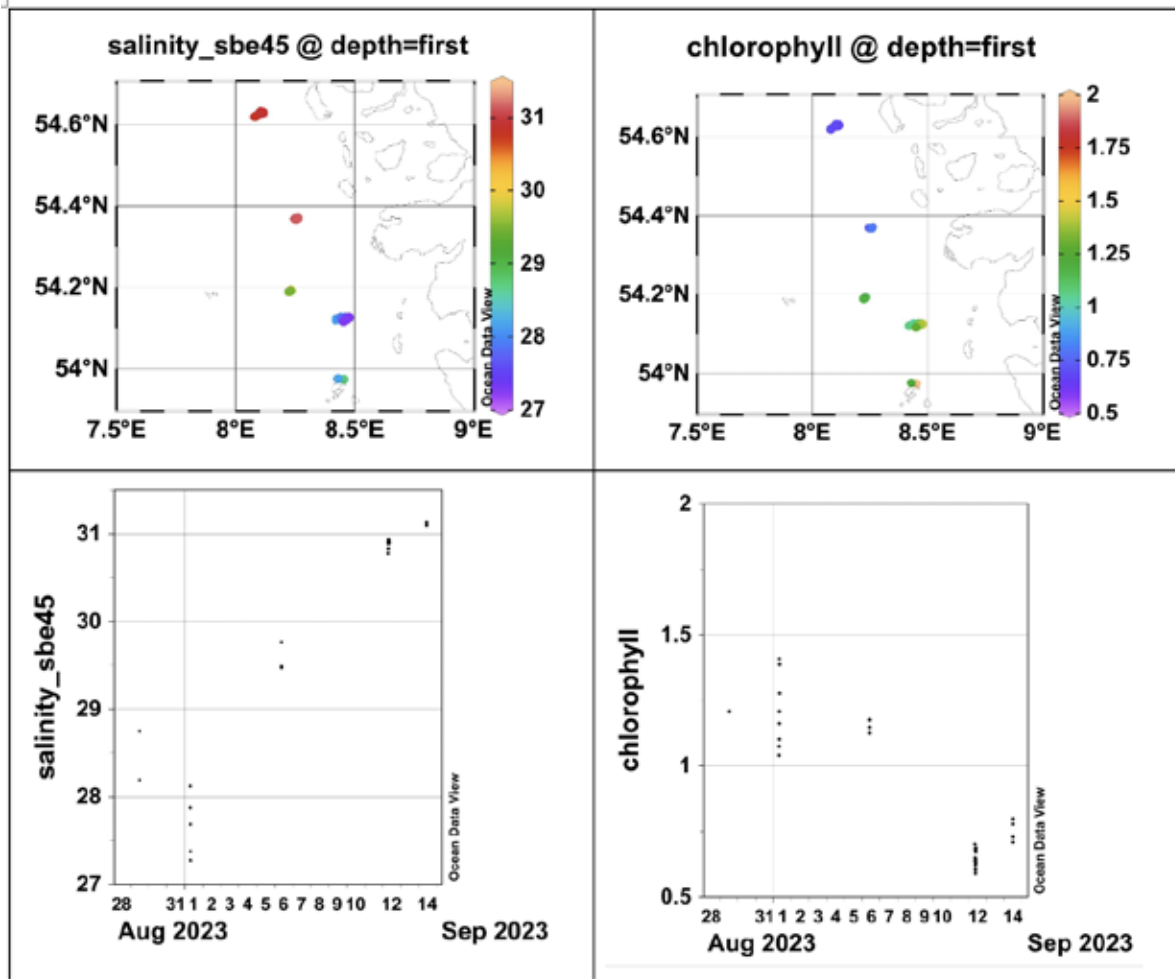 salinity_sbe45 @ depth=first
54.6°N
54.4°N
54.2°N
54°N
7.5°E 8°E 8.5°E 9°E
31
30
29
28
27
Ocean Data View
chlorophyll @ depth=first
54.6°N
54.4°N
54.2°N
54°N
7.5°E 8°E 8.5°E 9°E
2
1.75
1.5
1.25
1
0.75
0.5
Ocean Data View
salinity_sbe45
31
30
29
28
27
28 31 1 2 3 4 5 6 7 8 9 10 12 14
Aug 2023 Sep 2023
Ocean Data View
chlorophyll
2
1.5
1
0.5
28 31 1 2 3 4 5 6 7 8 9 10 12 14
Aug 2023 Sep 2023
Ocean Data View